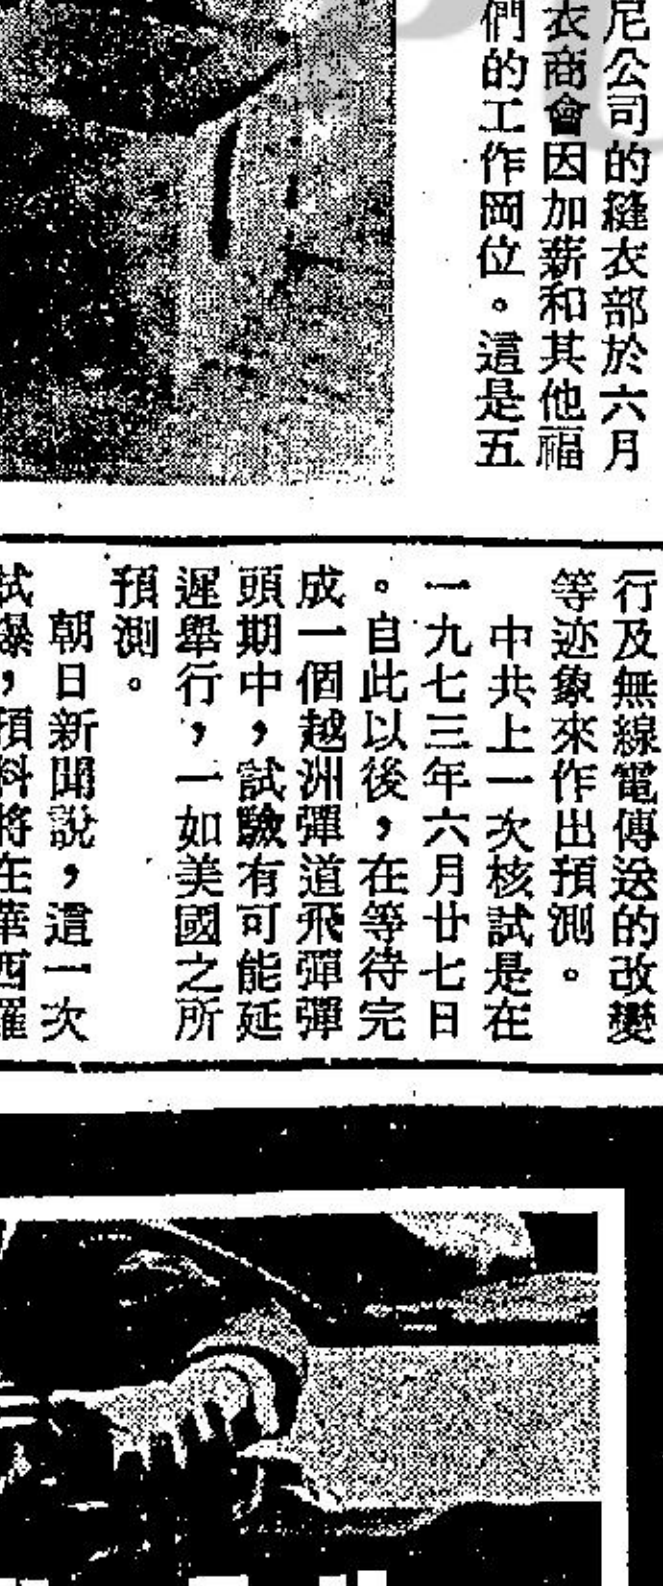 尼公司的縫衣部於六月
衣商會因加薪和其他福
們的工作岡位。這是五
行及無線電傳送的改變
等迹象來作出預測。
中共上一次核試是在
一九七三年六月廿七日
。自此以後,在等待完
成一個越洲彈道飛彈彈
頭期中,試驗有可能延
遲舉行,一如美國之所
預測。
朝日新聞說,這一次
試爆,預料將在華西羅